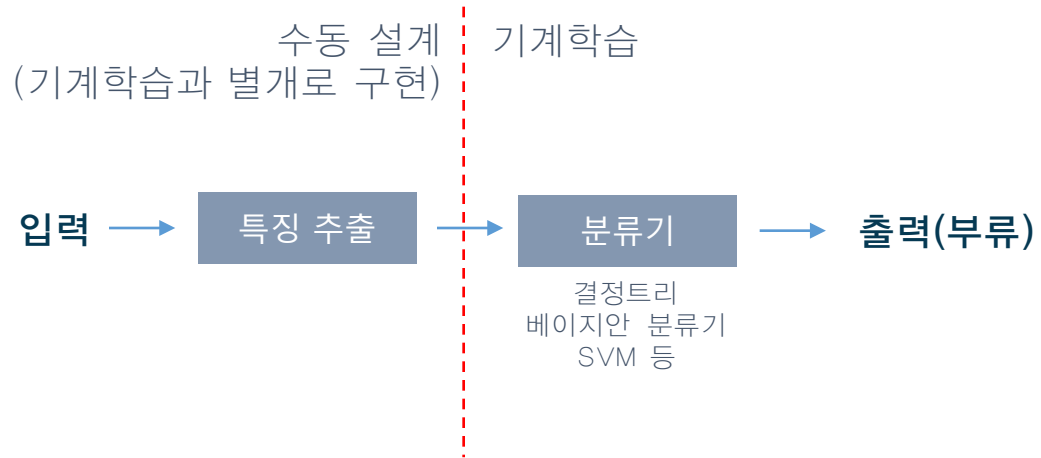 수동 설계
(기계학습과 별개로 구현)
기계학습
입력
특징 추출
분류기
출력(부류)
결정트리
베이지안 분류기
SVM 등